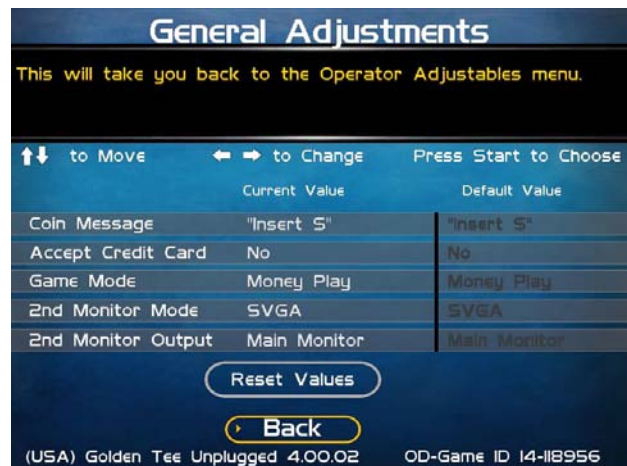 General Adjustments
This will take you back to the Operator Adjustables menu.
to Move to Change Press Start to Choose
Current Value Default Value
Coin Message "Insert $" "Insert $"
Accept Credit Card No No
Game Mode Money Play Money Play
2nd Monitor Mode SVGA SVGA
2nd Monitor Output Main Monitor Main Monitor
Reset Values
Back
(USA) Golden Tee Unplugged 4.00.02 OD-Game ID 14-118956